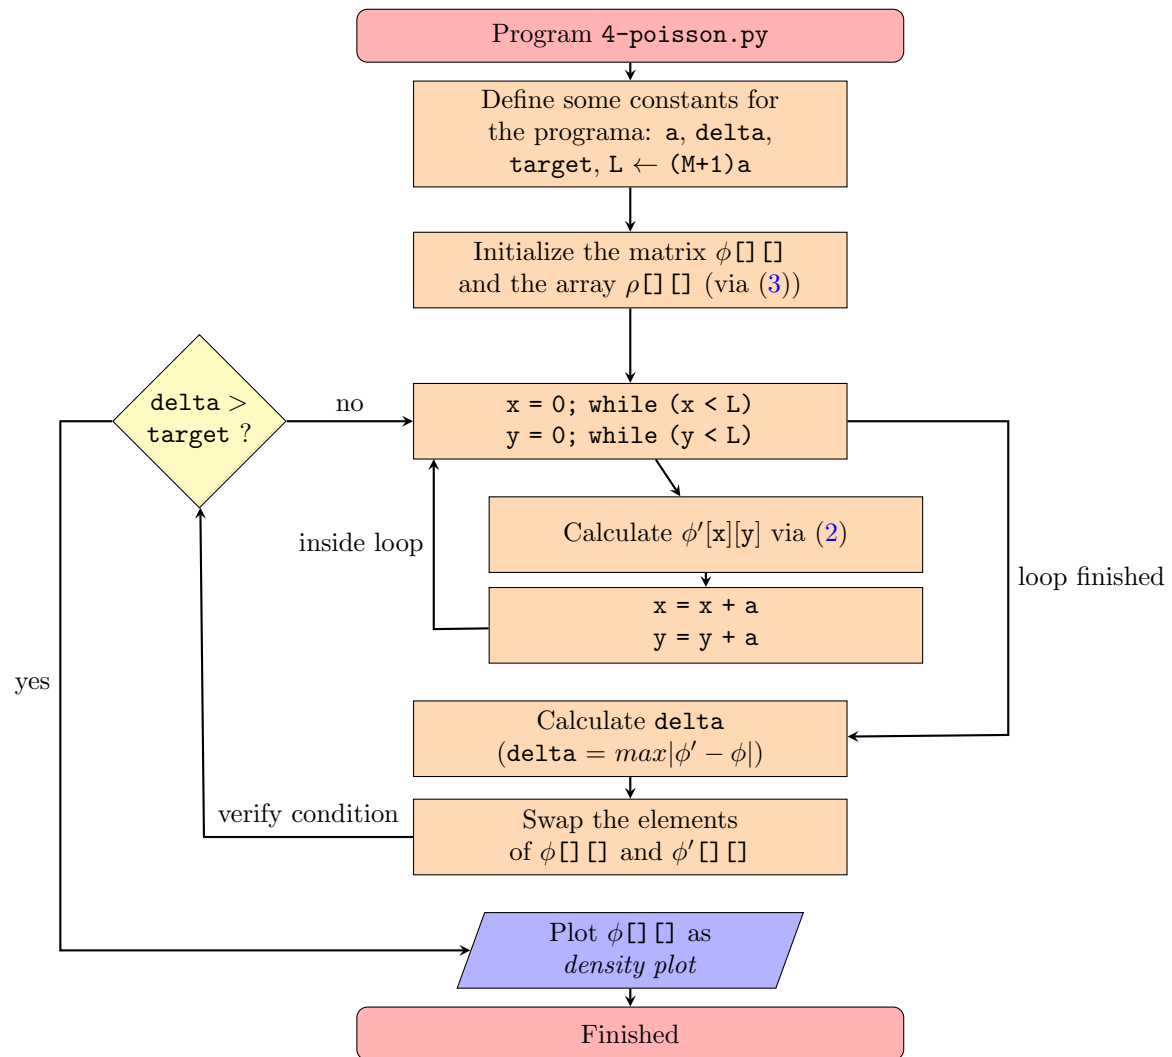 Program 4-poisson.py
Define some constants for
the programa: a, delta,
target, L ← (M+1)a
Initialize the matrix ϕ[][]
and the array ρ[][] (via (3))
delta >
target ?
no
x = 0; while (x < L)
y = 0; while (y < L)
inside loop
Calculate ϕ′[x][y] via (2)
loop finished
x = x + a
y = y + a
yes
Calculate delta
(delta = max|ϕ′ − ϕ|)
verify condition
Swap the elements
of ϕ[][] and ϕ′[][]
Plot ϕ[][] as
density plot
Finished